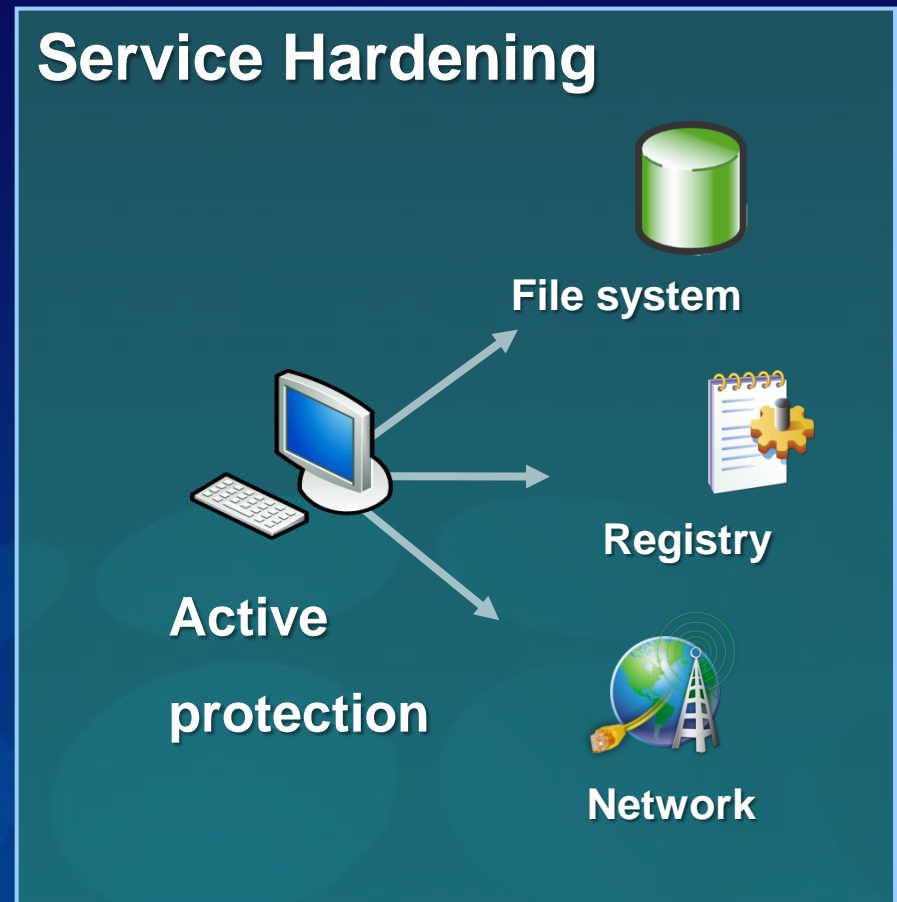 Service Hardening
File system
Registry
Active
protection
Network